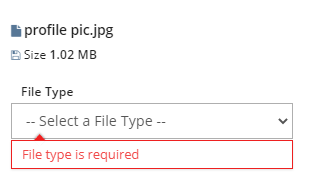 profile pic.jpg
Size 1.02 MB
File Type
-- Select a File Type --
File type is required